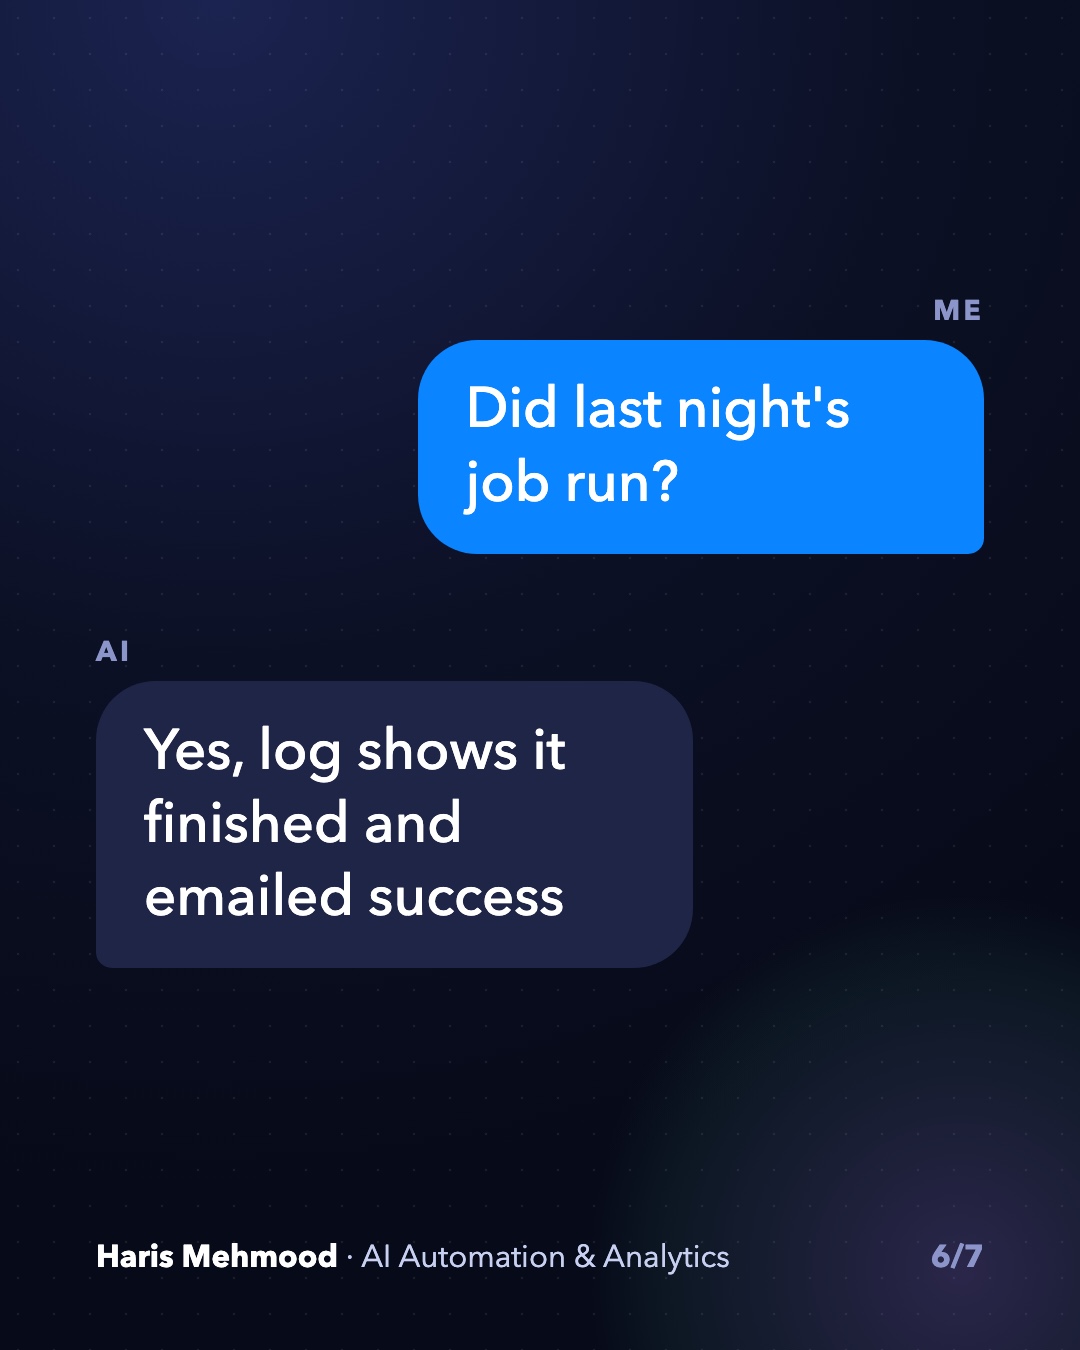 ME
Did last night's
job run?
AI
Yes, log shows it
finished and
emailed success
Haris Mehmood · AI Automation & Analytics
6/7